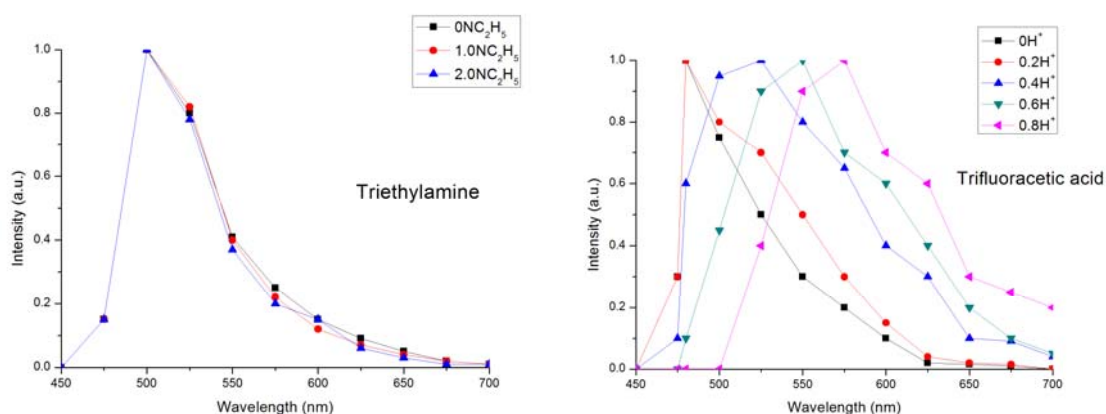 0NC₂H₅
1.0NC₂H₅
2.0NC₂H₅
Triethylamine
Intensity (a.u.)
1.0
0.8
0.6
0.4
0.2
0.0
450 500 550 600 650 700
Wavelength (nm)
0H⁺
0.2H⁺
0.4H⁺
0.6H⁺
0.8H⁺
Trifluoracetic acid
Intensity (a.u.)
1.0
0.8
0.6
0.4
0.2
0.0
450 500 550 600 650 700
Wavelength (nm)